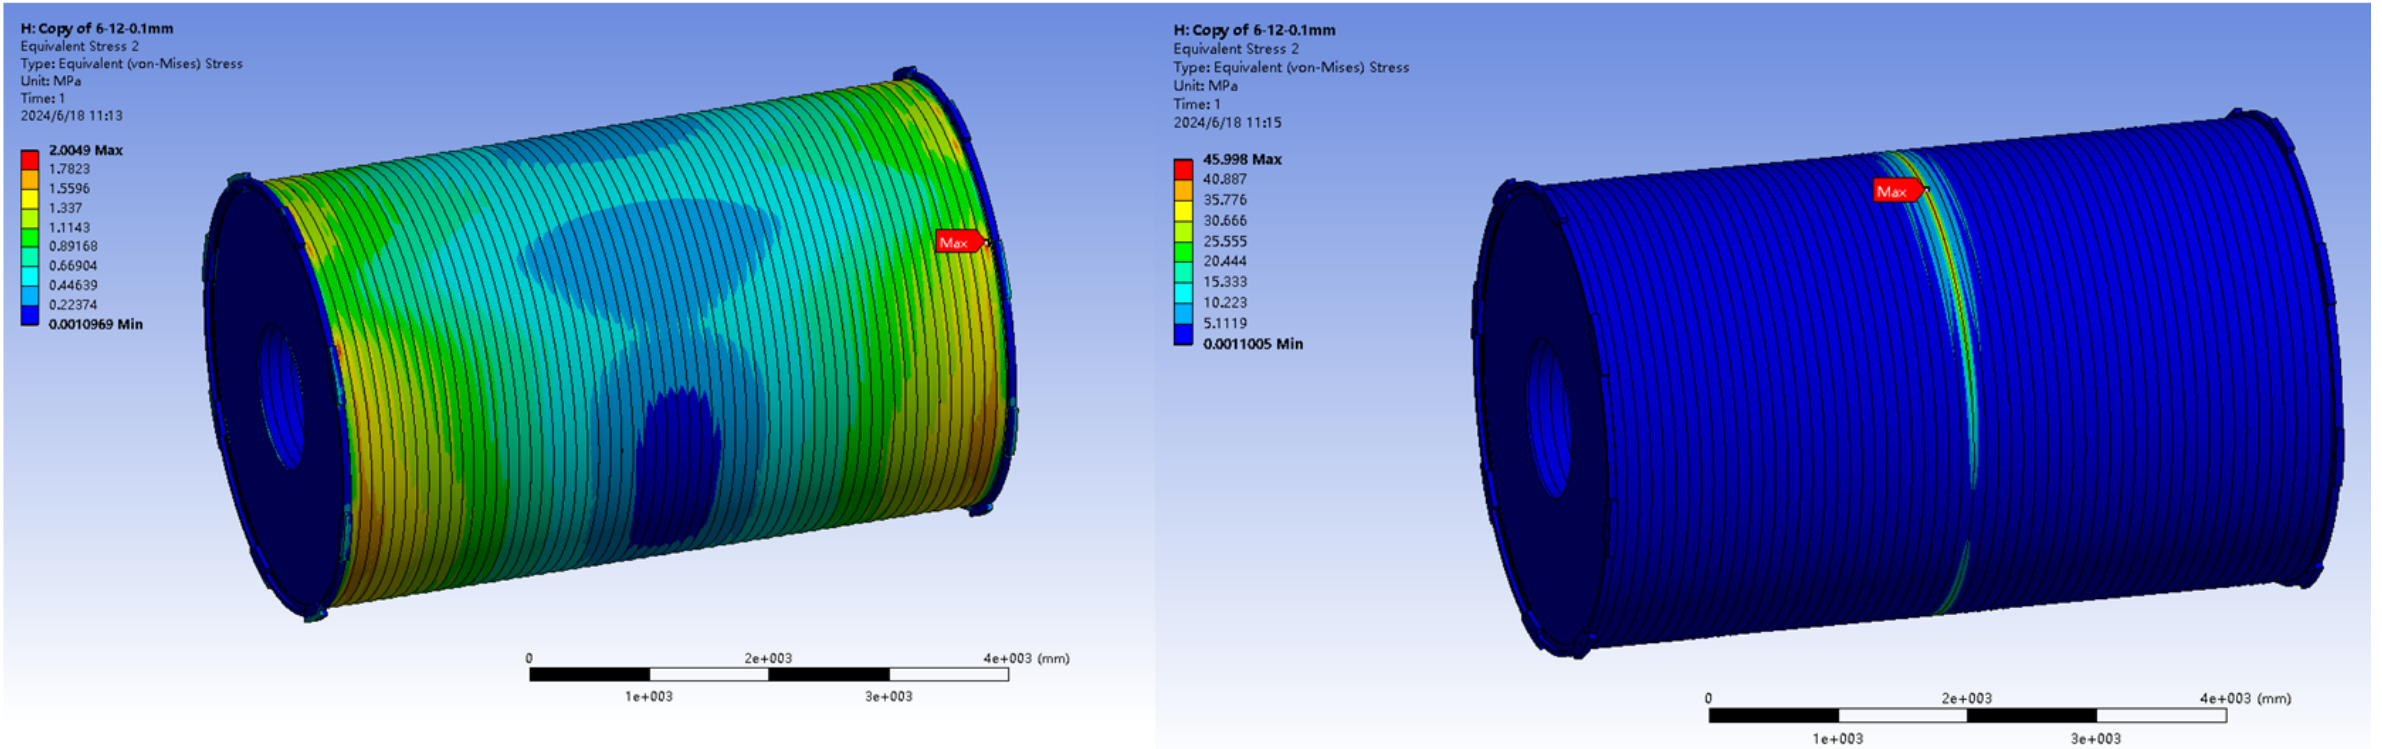 H: Copy of 6-12-0.1mm
Equivalent Stress 2
Type: Equivalent (von-Mises) Stress
Unit: MPa
Time: 1
2024/6/18 11:13
2.0049 Max
1.7823
1.5596
1.337
1.1143
0.89168
0.66904
0.44639
0.22374
0.0010969 Min
Max
0 2e+003 4e+003 (mm)
1e+003 3e+003
H: Copy of 6-12-0.1mm
Equivalent Stress 2
Type: Equivalent (von-Mises) Stress
Unit: MPa
Time: 1
2024/6/18 11:15
45.998 Max
40.887
35.776
30.666
25.555
20.444
15.333
10.223
5.1119
0.0011005 Min
Max
0 2e+003 4e+003 (mm)
1e+003 3e+003